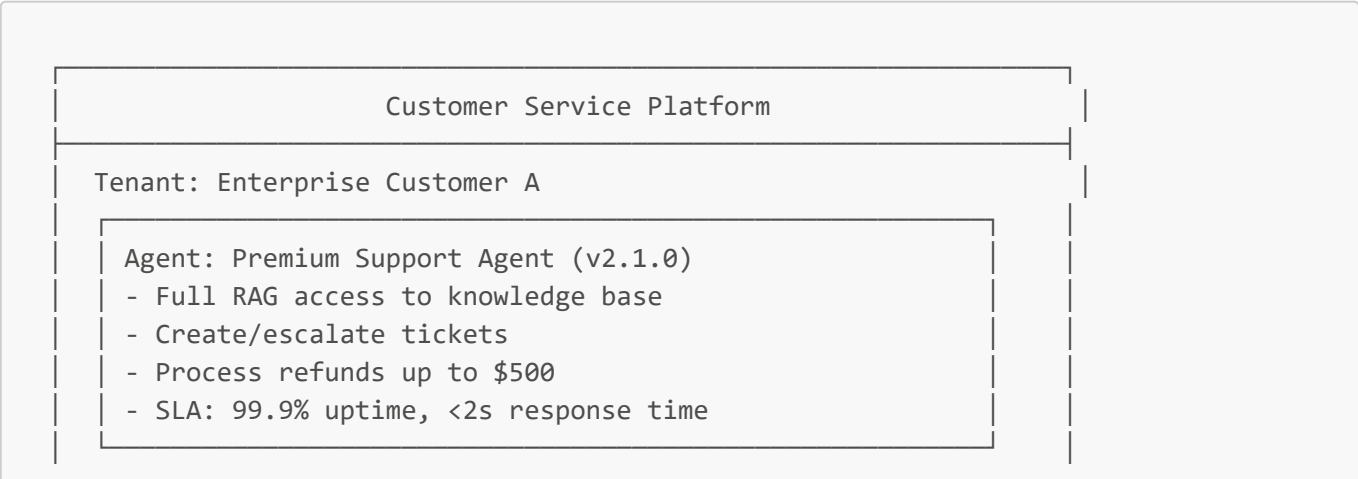 Customer Service Platform
Tenant: Enterprise Customer A
Agent: Premium Support Agent (v2.1.0)
- Full RAG access to knowledge base
- Create/escalate tickets
- Process refunds up to $500
- SLA: 99.9% uptime, <2s response time